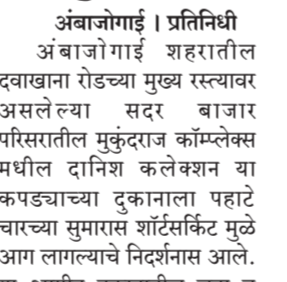 अंबाजोगाई । प्रतिनिधी
अंबाजोगाई शहरातील
दवाखाना रोडच्या मुख्य रस्त्यावर
असलेल्या सदर बाजार
परिसरातील मुकुंदराज कॉम्प्लेक्स
मधील दानिश कलेक्शन या
कपड्याच्या दुकानाला पहाटे
चारच्या सुमारास शॉर्टसर्किट मुळे
आग लागल्याचे निदर्शनास आले.